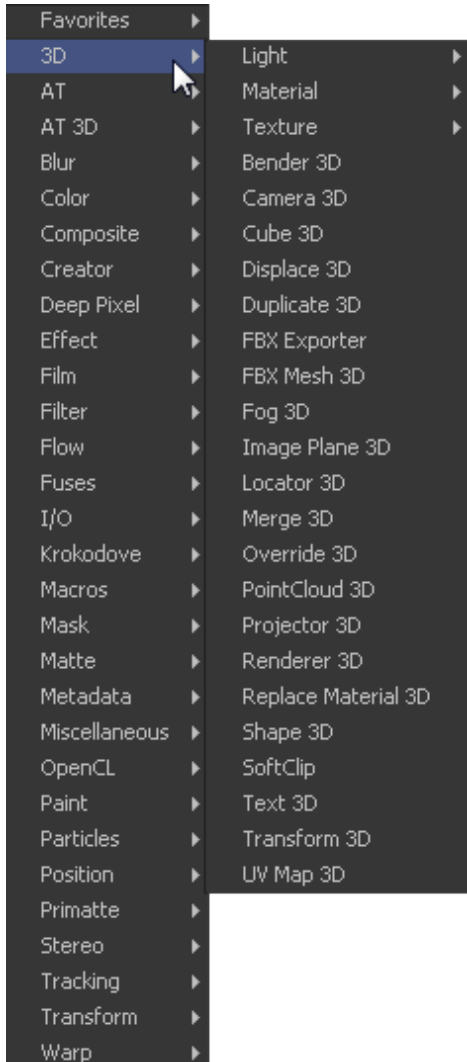 Favorites
3D
AT
AT 3D
Blur
Color
Composite
Creator
Deep Pixel
Effect
Film
Filter
Flow
Fuses
I/O
Krokodove
Macros
Mask
Matte
Metadata
Miscellaneous
OpenCL
Paint
Particles
Position
Primatte
Stereo
Tracking
Transform
Warp
Light
Material
Texture
Bender 3D
Camera 3D
Cube 3D
Displace 3D
Duplicate 3D
FBX Exporter
FBX Mesh 3D
Fog 3D
Image Plane 3D
Locator 3D
Merge 3D
Override 3D
PointCloud 3D
Projector 3D
Renderer 3D
Replace Material 3D
Shape 3D
SoftClip
Text 3D
Transform 3D
UV Map 3D